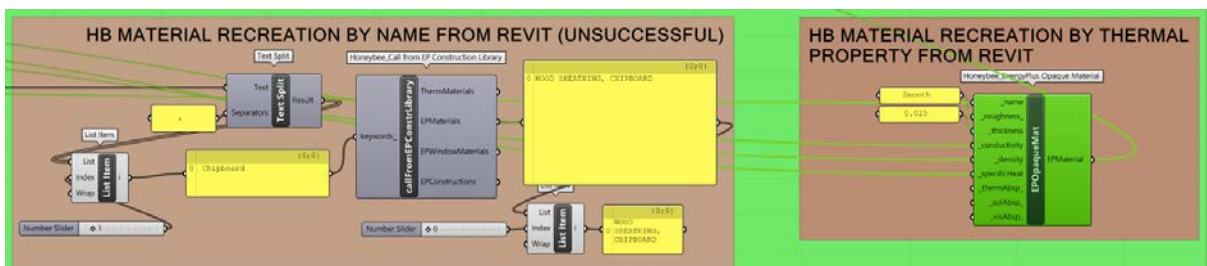 HB MATERIAL RECREATION BY NAME FROM REVIT (UNSUCCESSFUL)
Text Split
Text
Separators
Text Split
Result
,
List Item
List
Index
Wrap
List Item
i
Number Slider
1
{0;0}
0 Chipboard
Honeybee_Call from EP Construction Library
keywords_
callFromEPConstrLibrary
ThermMaterials
EPMaterials
EPWindowMaterials
EPConstructions
{0;0}
0 WOOD SHEATHING, CHIPBOARD
Number Slider
0
List Item
List
Index
Wrap
List Item
i
{0;0}
0 WOOD
SHEATHING,
CHIPBOARD
HB MATERIAL RECREATION BY THERMAL
PROPERTY FROM REVIT
Honeybee_EnergyPlus Opaque Material
Smooth
0.023
_name
_roughness_
_thickness
_conductivity
_density
_specificHeat
_thermAbsp_
_solAbsp_
_visAbsp_
EPOpaqueMat
EPMaterial